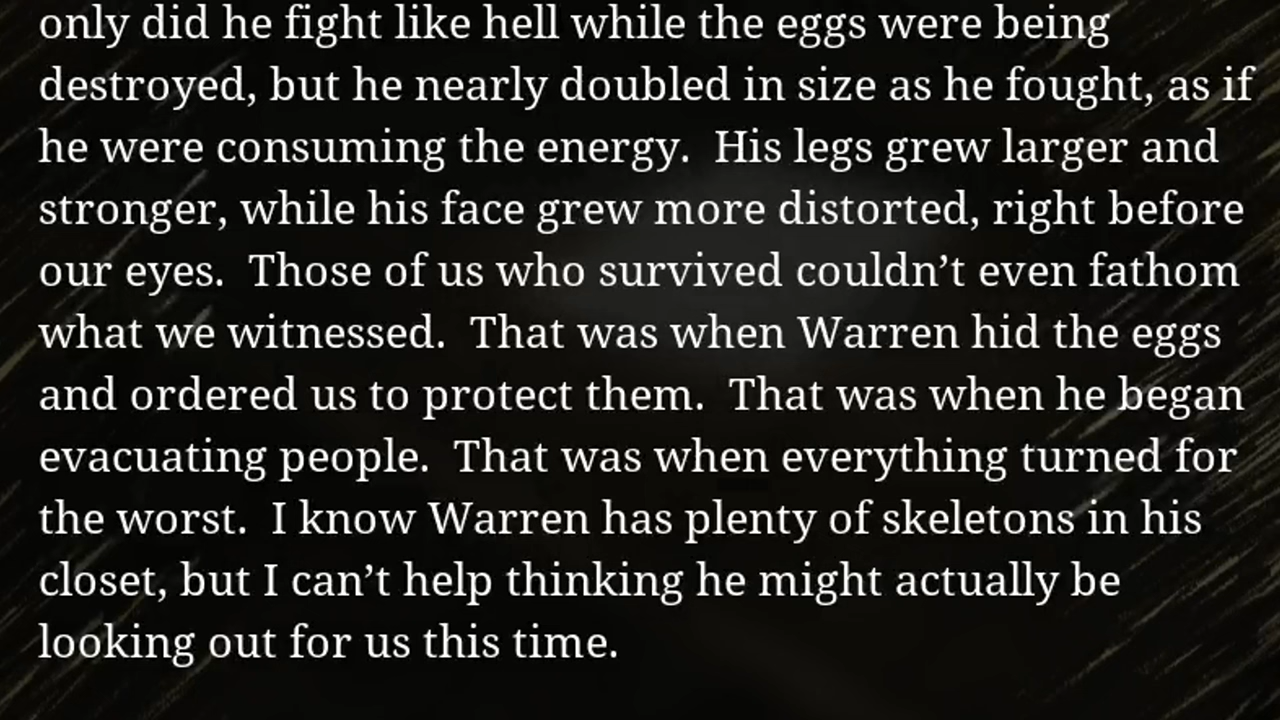 only did he fight like hell while the eggs were being
destroyed, but he nearly doubled in size as he fought, as if
he were consuming the energy.  His legs grew larger and
stronger, while his face grew more distorted, right before
our eyes.  Those of us who survived couldn’t even fathom
what we witnessed.  That was when Warren hid the eggs
and ordered us to protect them.  That was when he began
evacuating people.  That was when everything turned for
the worst.  I know Warren has plenty of skeletons in his
closet, but I can’t help thinking he might actually be
looking out for us this time.